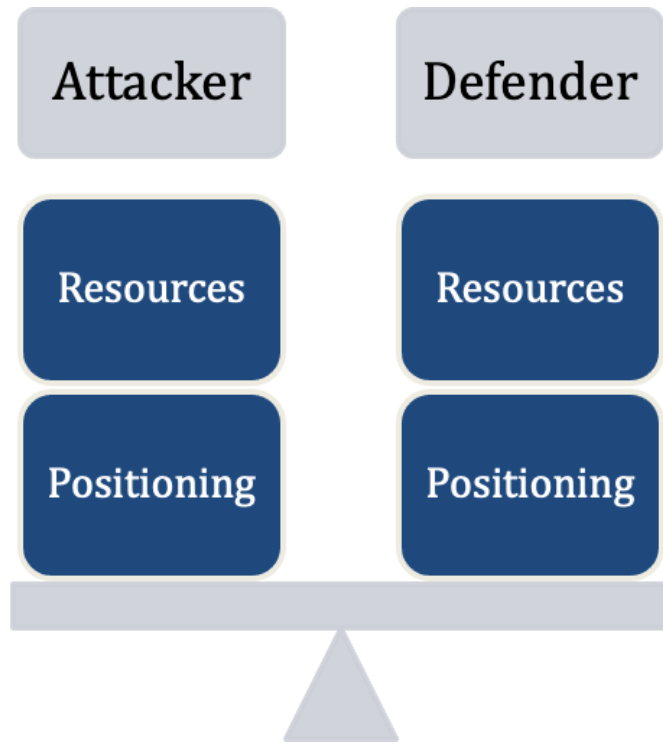 Attacker
Defender
Resources
Resources
Positioning
Positioning